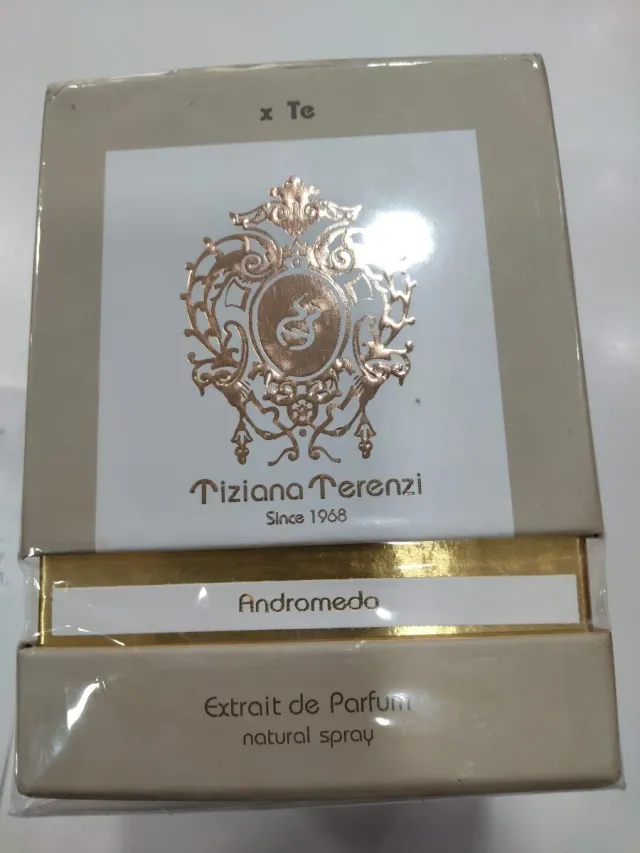 x Te
Tiziana Terenzi
Since 1968
Andromeda
Extrait de Parfum
natural spray